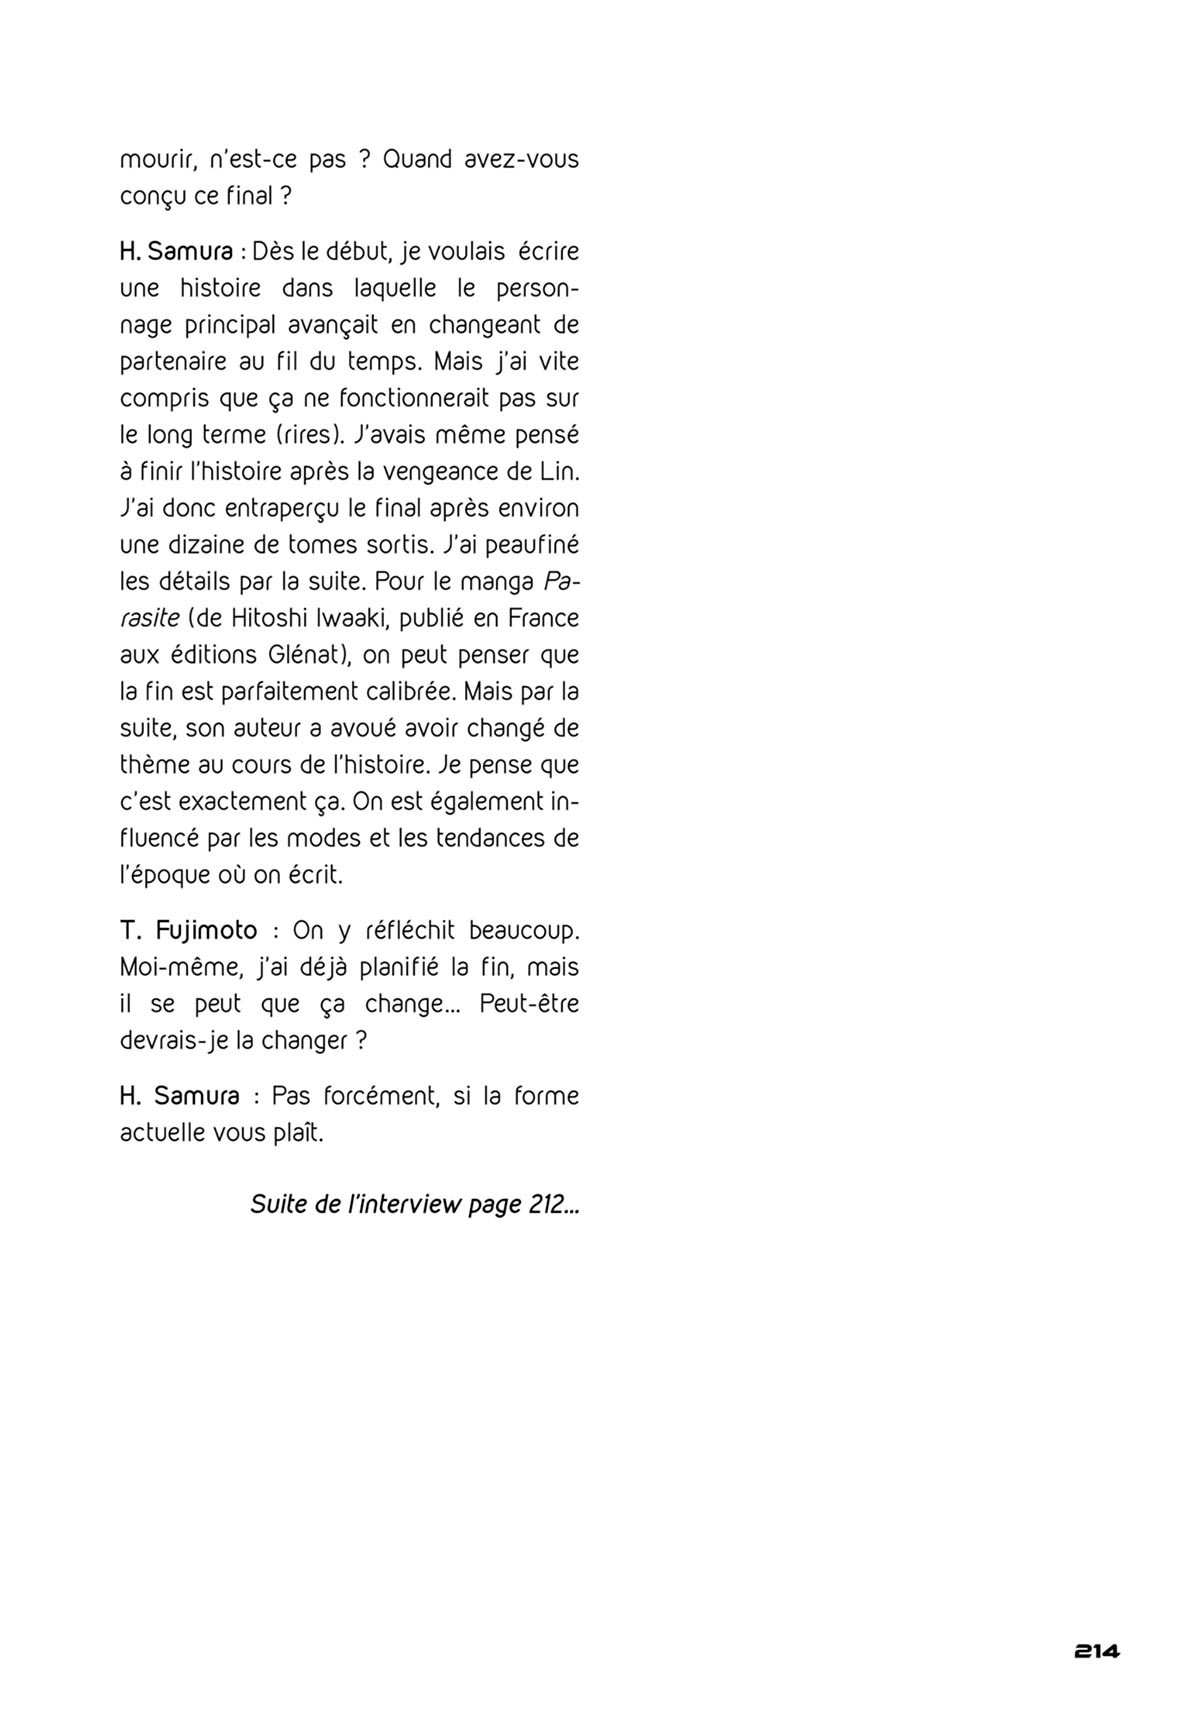 mourir, n'est-ce pas ? Quand avez-vous
conçu ce final ?
H. Samura : Dès le début, je voulais écrire
une histoire dans laquelle le person-
nage principal avançait en changeant de
partenaire au fil du temps. Mais j'ai vite
compris que ça ne fonctionnerait pas sur
le long terme (rires). J'avais même pensé
à finir l'histoire après la vengeance de Lin.
J'ai donc entraperçu le final après environ
une dizaine de tomes sortis. J'ai peaufiné
les détails par la suite. Pour le manga Pa-
rasite (de Hitoshi Iwaaki, publié en France
aux éditions Glénat), on peut penser que
la fin est parfaitement calibrée. Mais par la
suite, son auteur a avoué avoir changé de
thème au cours de l'histoire. Je pense que
c'est exactement ça. On est également in-
fluencé par les modes et les tendances de
l'époque où on écrit.
T. Fujimoto : On y réfléchit beaucoup.
Moi-même, j'ai déjà planifié la fin, mais
il se peut que ça change... Peut-être
devrais-je la changer ?
H. Samura : Pas forcément, si la forme
actuelle vous plaît.
Suite de l'interview page 212...
214